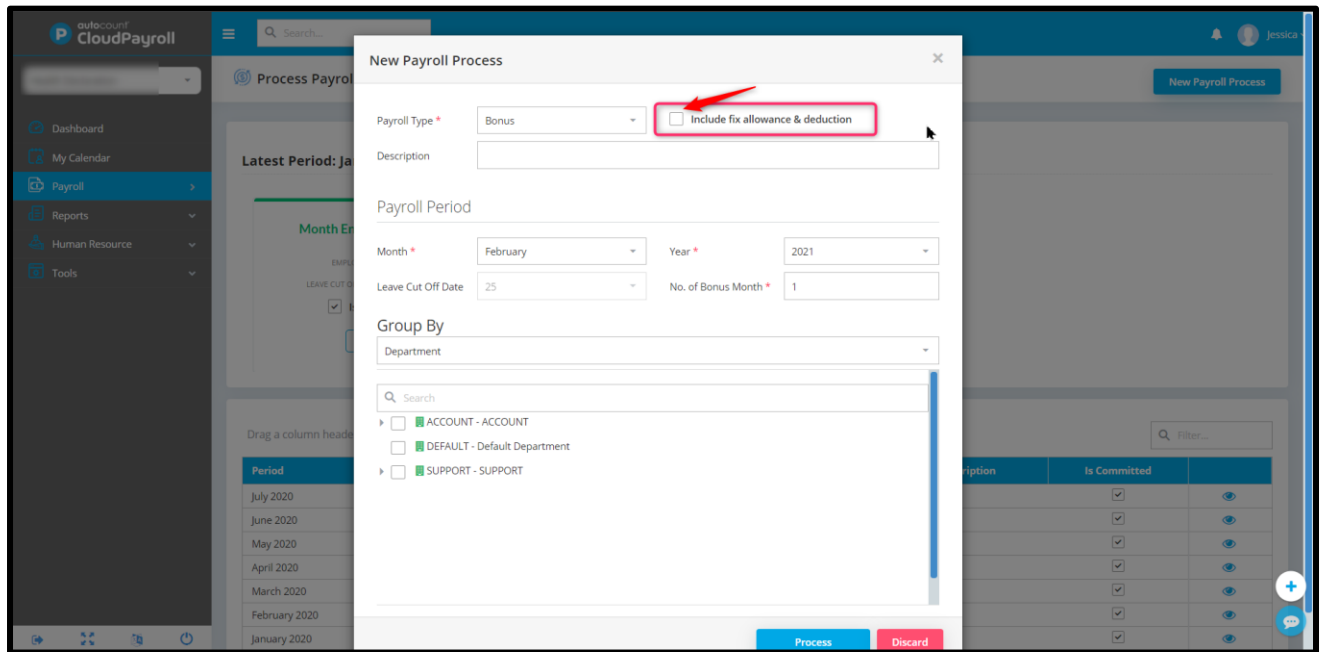 autocount
CloudPayroll
Search...
Jessica
Process Payrol
New Payroll Process
Dashboard
My Calendar
Payroll
Reports
Human Resource
Tools
Latest Period: Ja
Month En
LEAVE CUT O
New Payroll Process
Payroll Type *
Bonus
Include fix allowance & deduction
Description
Payroll Period
Month *
February
Year *
2021
Leave Cut Off Date
25
No. of Bonus Month *
1
Group By
Department
Search
ACCOUNT - ACCOUNT
DEFAULT - Default Department
SUPPORT - SUPPORT
Process
Discard
Drag a column heade
Filter...
Period
ription
Is Committed
July 2020
June 2020
May 2020
April 2020
March 2020
February 2020
January 2020